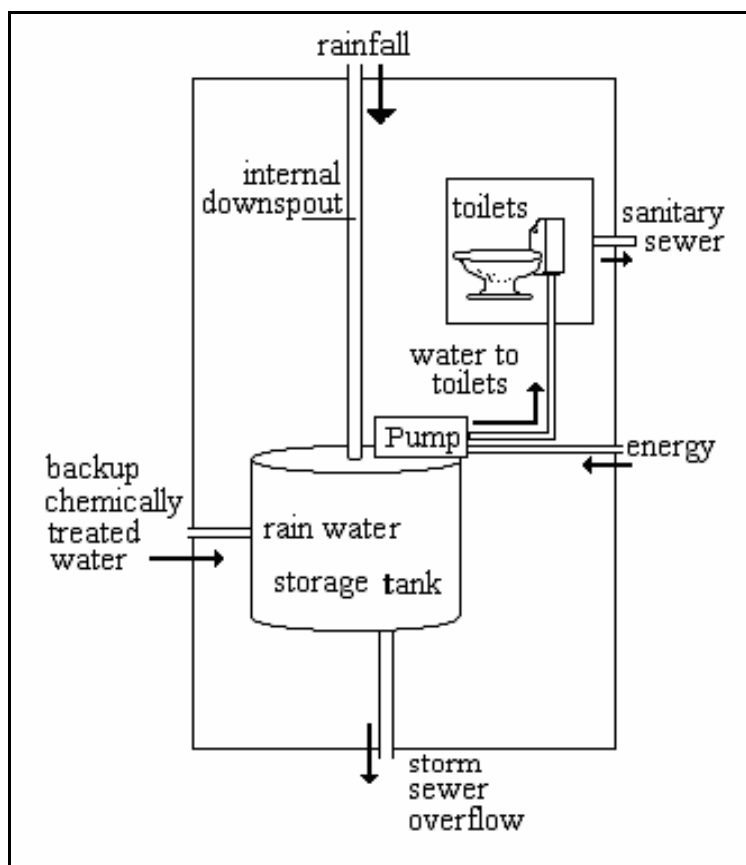 rainfall
internal
downspout
toilets
sanitary
sewer
water to
toilets
Pump
energy
backup
chemically
treated
water
rain water
storage tank
storm
sewer
overflow